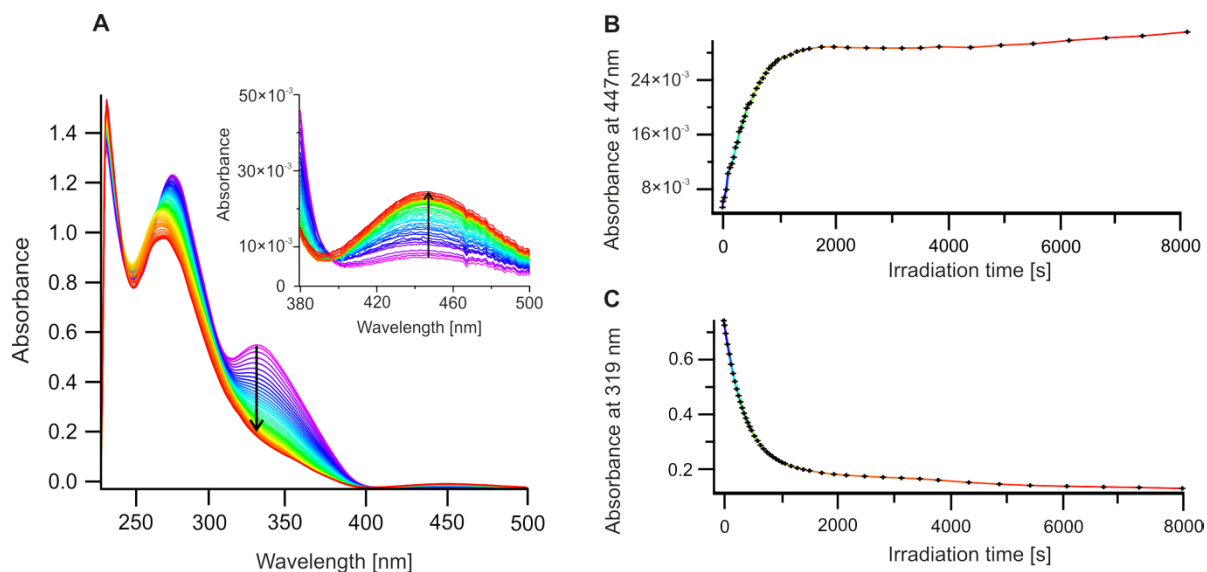 A
Absorbance
1.4
1.2
1.0
0.8
0.6
0.4
0.2
0.0
250 300 350 400 450 500
Wavelength [nm]
Absorbance
50×10⁻³
30×10⁻³
10×10⁻³
0
380 420 460 500
Wavelength [nm]
B
Absorbance at 447nm
24×10⁻³
16×10⁻³
8×10⁻³
0 2000 4000 6000 8000
Irradiation time [s]
C
Absorbance at 319 nm
0.6
0.4
0.2
0 2000 4000 6000 8000
Irradiation time [s]